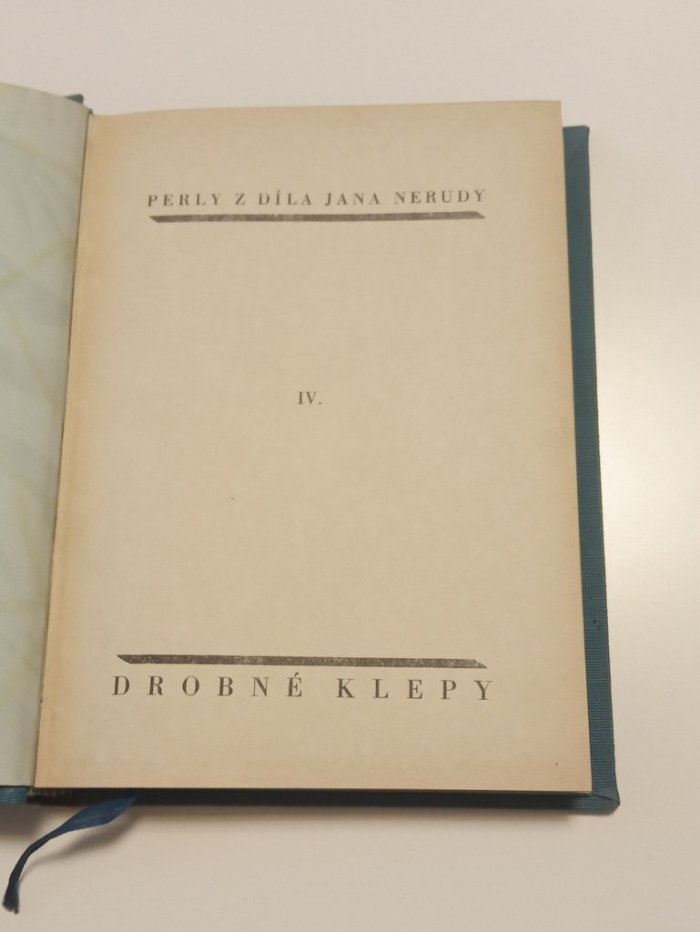 PERLY Z DÍLA JANA NERUDY
IV.
DROBNÉ KLEPY